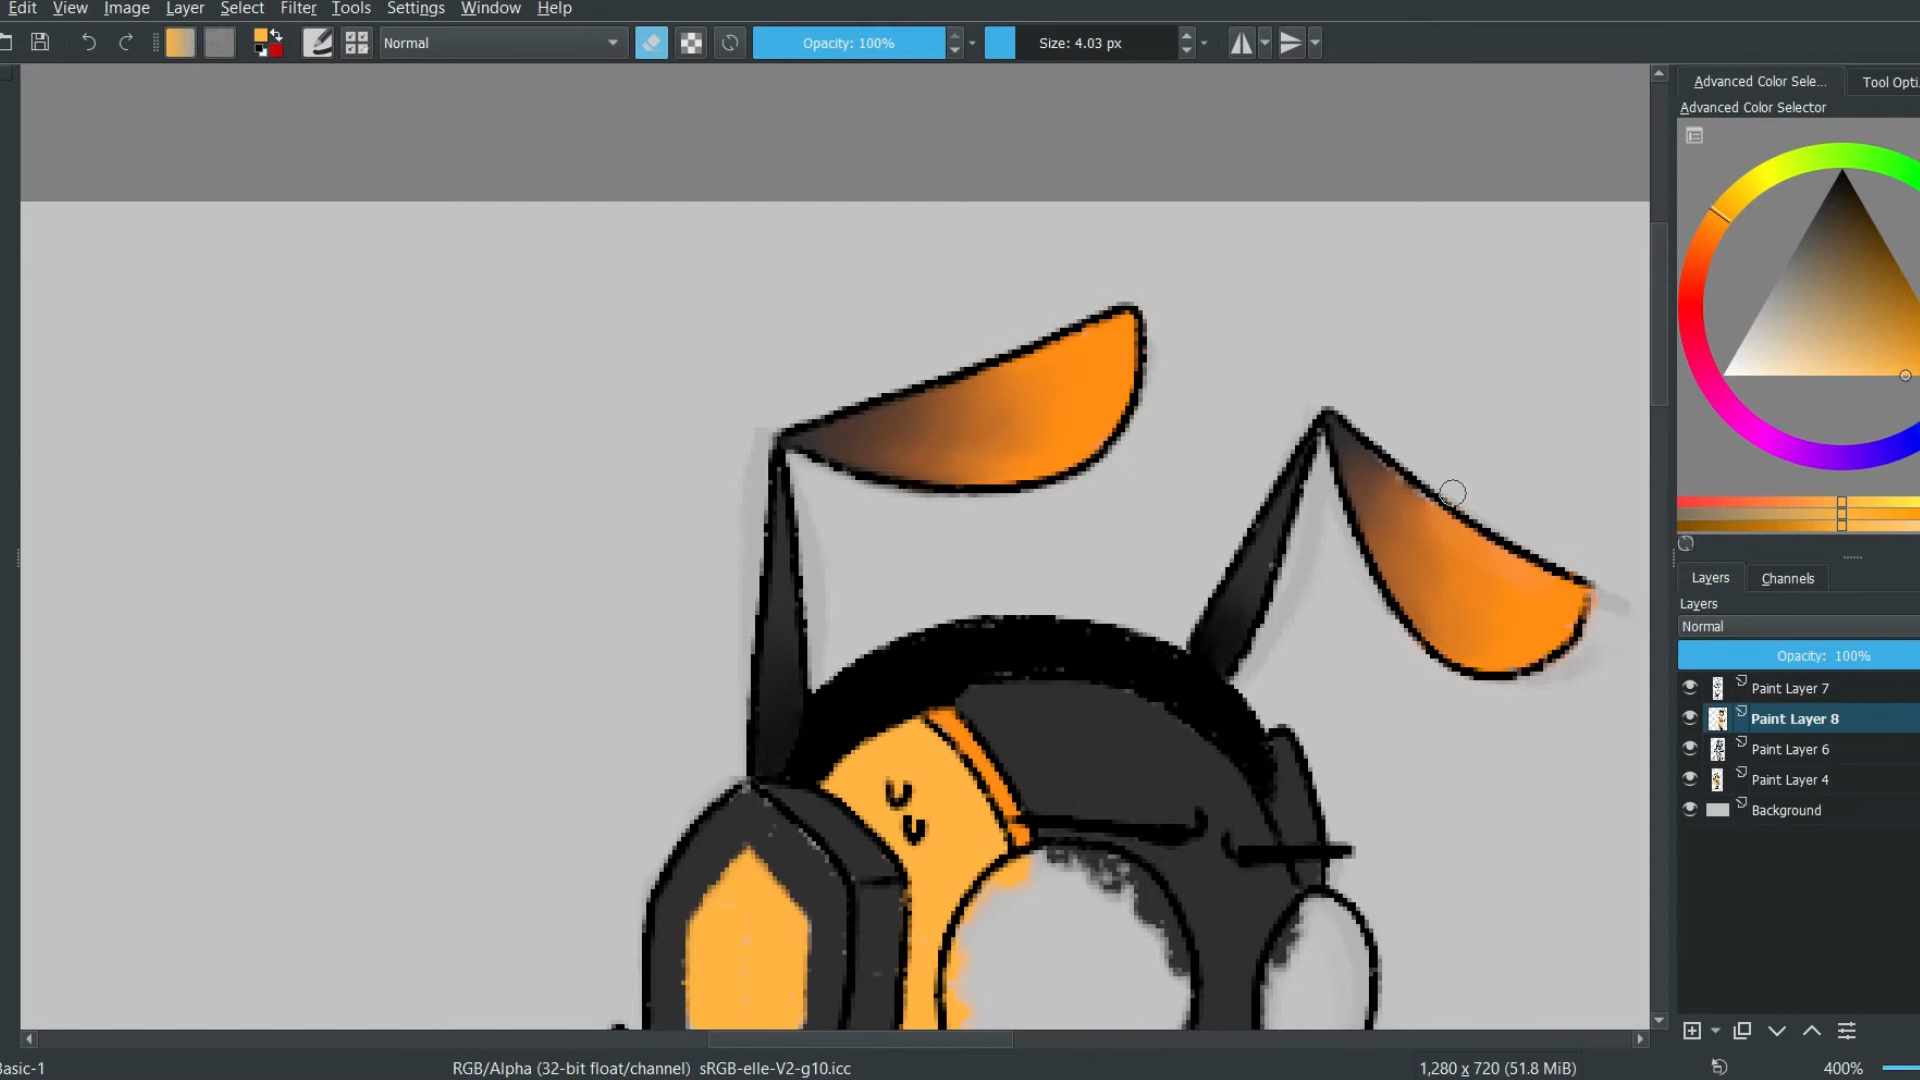 Edit View Image Layer Select Filter Tools Settings Window Help
Normal Opacity: 100% Size: 4.03 px
Advanced Color Sele... Tool Opti
Advanced Color Selector
Layers Channels
Layers
Normal
Opacity: 100%
Paint Layer 7
Paint Layer 8
Paint Layer 6
Paint Layer 4
Background
Basic-1 RGB/Alpha (32-bit float/channel) sRGB-elle-V2-g10.icc 1,280 x 720 (51.8 MiB) 400%